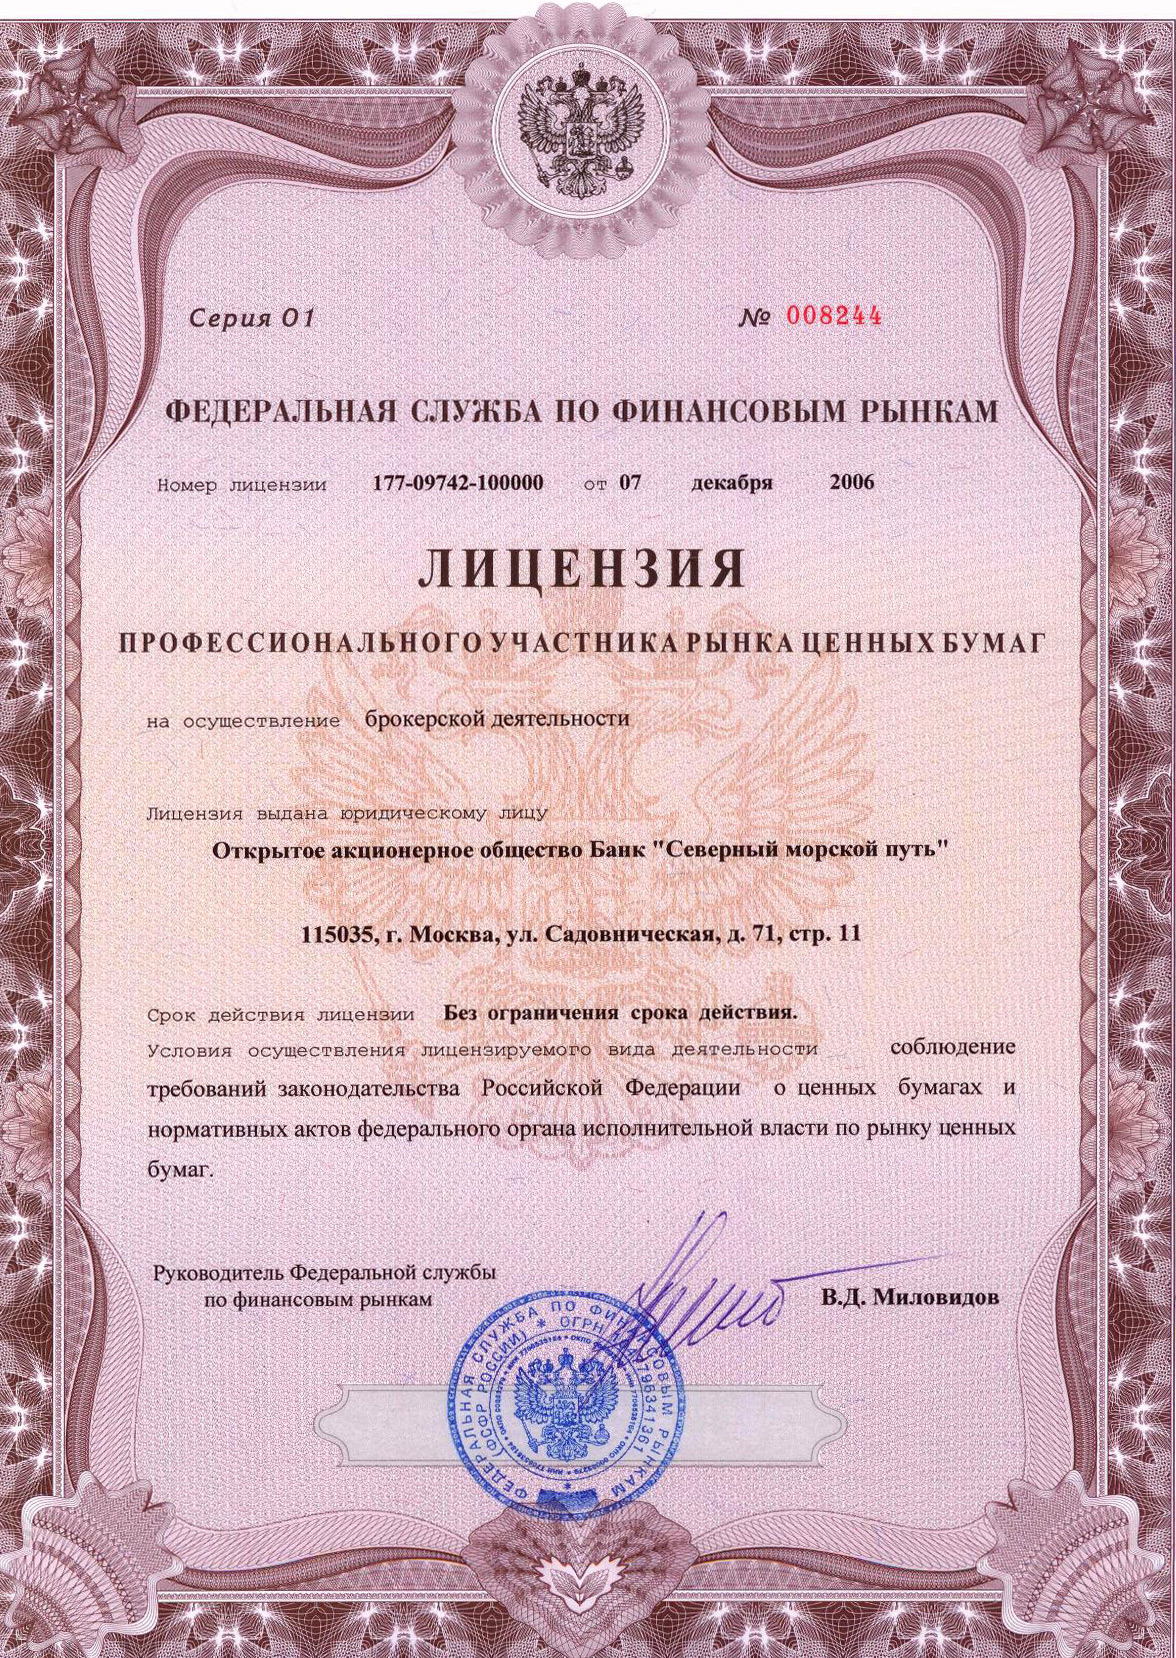 Серия 01
№ 008244
ФЕДЕРАЛЬНАЯ СЛУЖБА ПО ФИНАНСОВЫМ РЫНКАМ
Номер лицензии 177-09742-100000 от 07 декабря 2006
ЛИЦЕНЗИЯ
ПРОФЕССИОНАЛЬНОГО УЧАСТНИКА РЫНКА ЦЕННЫХ БУМАГ
на осуществление брокерской деятельности
Лицензия выдана юридическому лицу
Открытое акционерное общество Банк "Северный морской путь"
115035, г. Москва, ул. Садовническая, д. 71, стр. 11
Срок действия лицензии Без ограничения срока действия.
Условия осуществления лицензируемого вида деятельности соблюдение
требований законодательства Российской Федерации о ценных бумагах и
нормативных актов федерального органа исполнительной власти по рынку ценных
бумаг.
Руководитель Федеральной службы
по финансовым рынкам
В.Д. Миловидов
ФЕДЕРАЛЬНАЯ СЛУЖБА ПО ФИНАНСОВЫМ РЫНКАМ
(ФСФР РОССИИ) * ОГРН